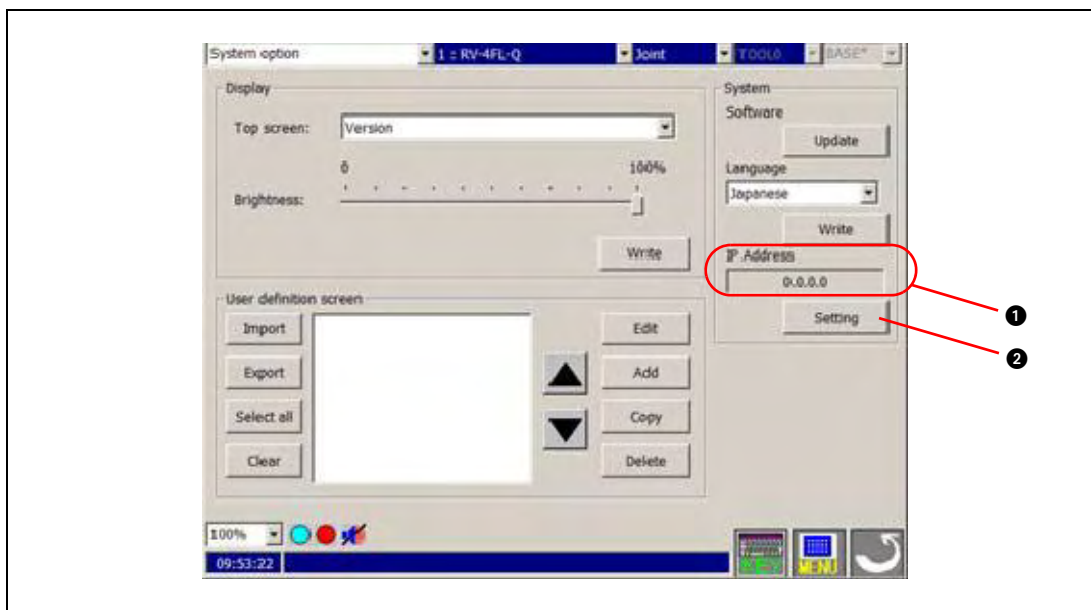 System option
1 : RV-4FL-Q
Joint
TOOL0
BASE*
Display
Top screen:
Version
0
100%
Brightness:
Write
User definition screen
Import
Export
Select all
Clear
Edit
Add
Copy
Delete
System
Software
Update
Language
Japanese
Write
IP Address
0.0.0.0
Setting
❶
❷
100%
09:53:22
KEY
MENU